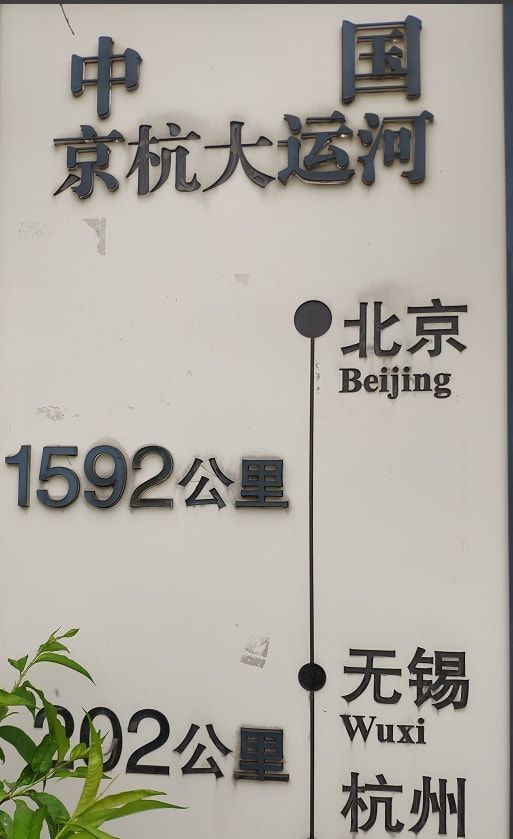 中国
京杭大运河
北京
Beijing
1592公里
无锡
Wuxi
202公里
杭州